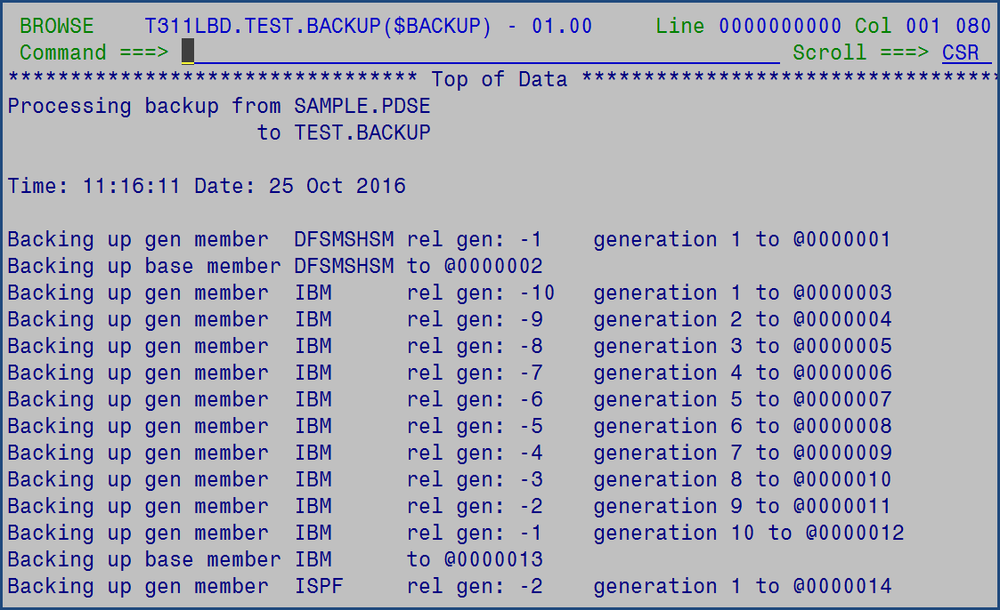 BROWSE    T311LBD.TEST.BACKUP($BACKUP) - 01.00     Line 0000000000 Col 001 080
Command ===>                                                  Scroll ===> CSR
********************************* Top of Data **********************************
Processing backup from SAMPLE.PDSE
                    to TEST.BACKUP
Time: 11:16:11 Date: 25 Oct 2016
Backing up gen member  DFSMSHSM rel gen: -1    generation 1 to @0000001
Backing up base member DFSMSHSM to @0000002
Backing up gen member  IBM      rel gen: -10   generation 1 to @0000003
Backing up gen member  IBM      rel gen: -9    generation 2 to @0000004
Backing up gen member  IBM      rel gen: -8    generation 3 to @0000005
Backing up gen member  IBM      rel gen: -7    generation 4 to @0000006
Backing up gen member  IBM      rel gen: -6    generation 5 to @0000007
Backing up gen member  IBM      rel gen: -5    generation 6 to @0000008
Backing up gen member  IBM      rel gen: -4    generation 7 to @0000009
Backing up gen member  IBM      rel gen: -3    generation 8 to @0000010
Backing up gen member  IBM      rel gen: -2    generation 9 to @0000011
Backing up gen member  IBM      rel gen: -1    generation 10 to @0000012
Backing up base member IBM      to @0000013
Backing up gen member  ISPF     rel gen: -2    generation 1 to @0000014